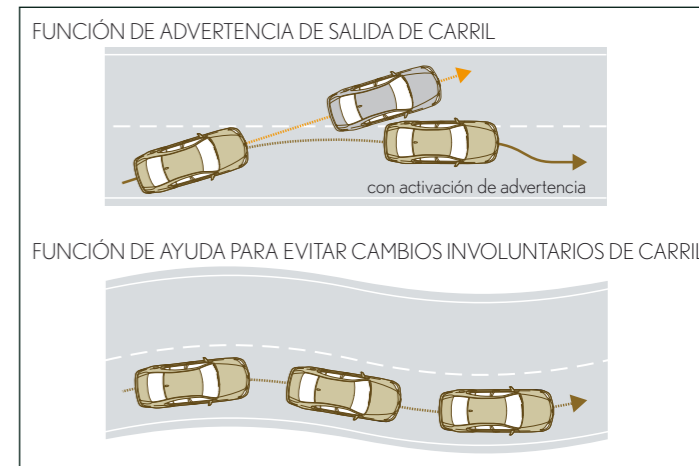 FUNCIÓN DE ADVERTENCIA DE SALIDA DE CARRIL
con activación de advertencia
FUNCIÓN DE AYUDA PARA EVITAR CAMBIOS INVOLUNTARIOS DE CARRIL